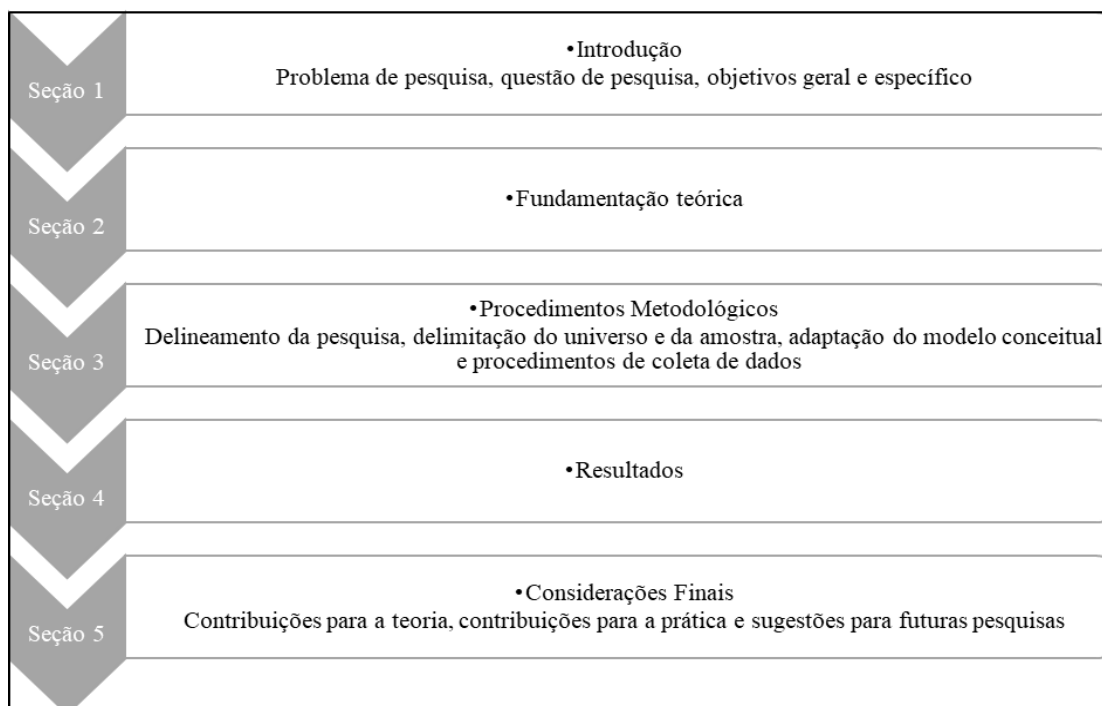 Seção 1
•Introdução
Problema de pesquisa, questão de pesquisa, objetivos geral e específico
Seção 2
•Fundamentação teórica
Seção 3
•Procedimentos Metodológicos
Delineamento da pesquisa, delimitação do universo e da amostra, adaptação do modelo conceitual
e procedimentos de coleta de dados
Seção 4
•Resultados
Seção 5
•Considerações Finais
Contribuições para a teoria, contribuições para a prática e sugestões para futuras pesquisas